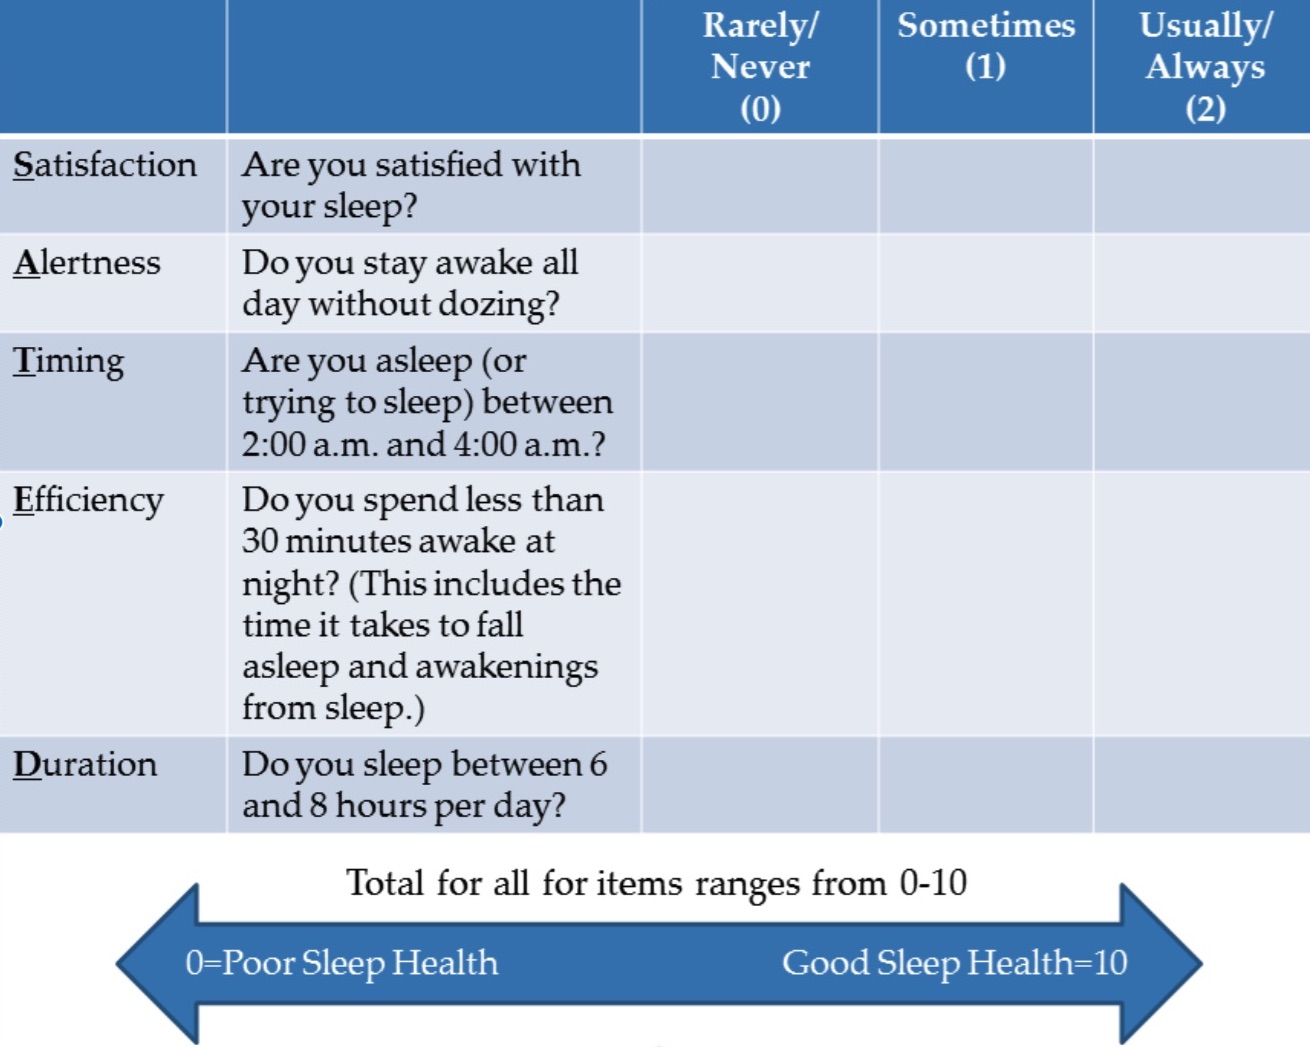 Rarely/
Never
(0)
Sometimes
(1)
Usually/
Always
(2)
Satisfaction
Are you satisfied with
your sleep?
Alertness
Do you stay awake all
day without dozing?
Timing
Are you asleep (or
trying to sleep) between
2:00 a.m. and 4:00 a.m.?
Efficiency
Do you spend less than
30 minutes awake at
night? (This includes the
time it takes to fall
asleep and awakenings
from sleep.)
Duration
Do you sleep between 6
and 8 hours per day?
Total for all for items ranges from 0-10
0=Poor Sleep Health
Good Sleep Health=10